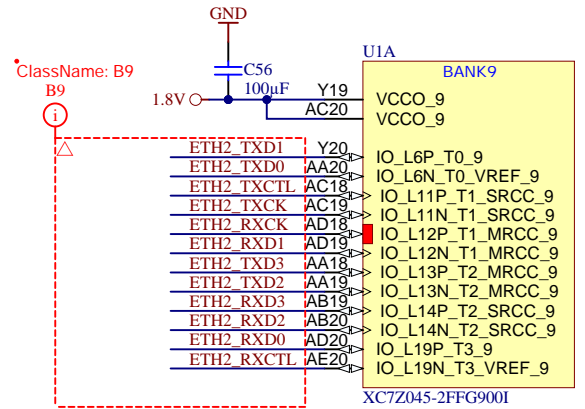 GND
U1A
ClassName: B9
C56
BANK9
B9
100µF
Y19
VCCO_9
i
1.8V
AC20
VCCO_9
ETH2_TXD1 Y20 IO_L6P_T0_9
ETH2_TXD0 AA20 IO_L6N_T0_VREF_9
ETH2_TXCTL AC18 IO_L11P_T1_SRCC_9
ETH2_TXCK AC19 IO_L11N_T1_SRCC_9
ETH2_RXCK AD18 IO_L12P_T1_MRCC_9
ETH2_RXD1 AD19 IO_L12N_T1_MRCC_9
ETH2_TXD3 AA18 IO_L13P_T2_MRCC_9
ETH2_TXD2 AA19 IO_L13N_T2_MRCC_9
ETH2_RXD3 AB19 IO_L14P_T2_SRCC_9
ETH2_RXD2 AB20 IO_L14N_T2_SRCC_9
ETH2_RXD0 AD20 IO_L19P_T3_9
ETH2_RXCTL AE20 IO_L19N_T3_VREF_9
XC7Z045-2FFG900I